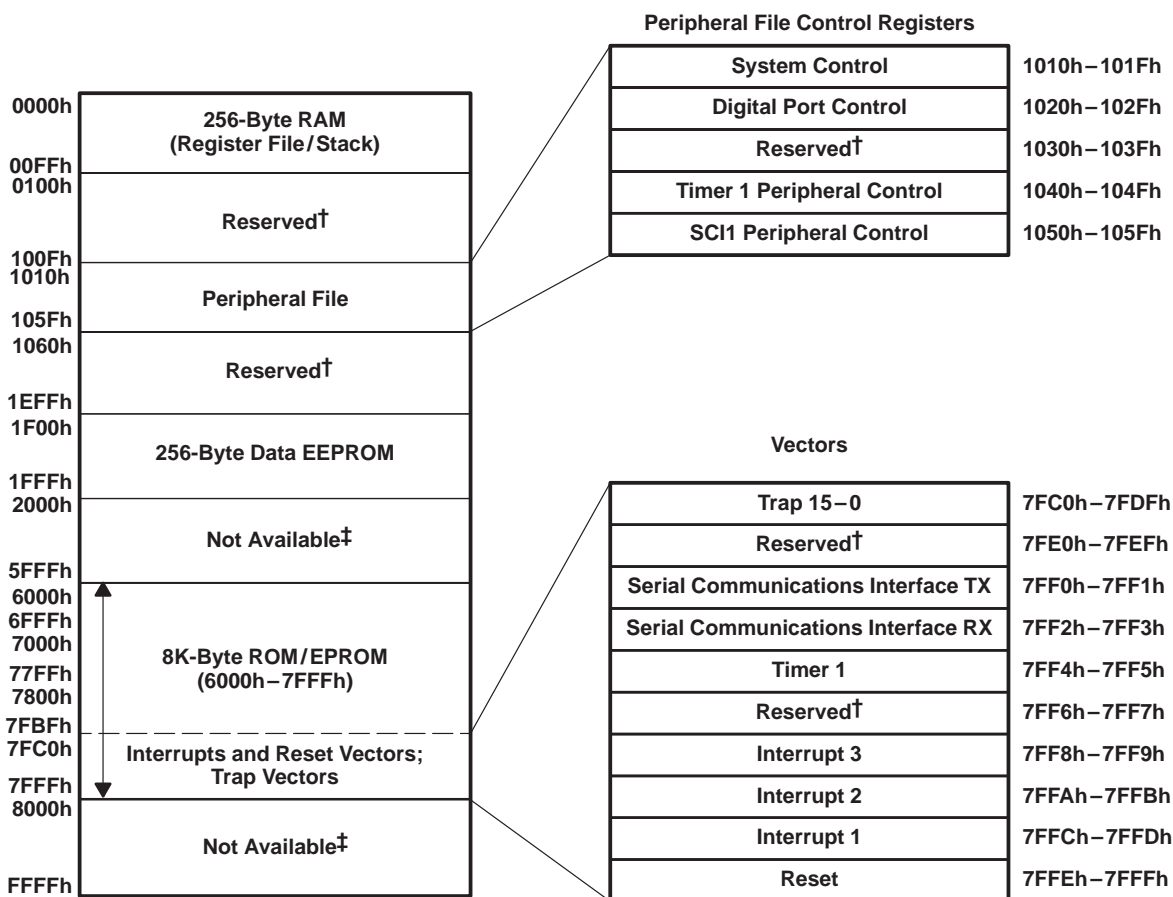 Peripheral File Control Registers
System Control 1010h–101Fh
Digital Port Control 1020h–102Fh
Reserved† 1030h–103Fh
Timer 1 Peripheral Control 1040h–104Fh
SCI1 Peripheral Control 1050h–105Fh
0000h
256-Byte RAM
(Register File/Stack)
00FFh
0100h
Reserved†
100Fh
1010h
Peripheral File
105Fh
1060h
Reserved†
1EFFh
1F00h
256-Byte Data EEPROM
1FFFh
2000h
Not Available‡
5FFFh
6000h
6FFFh
7000h
8K-Byte ROM/EPROM
(6000h–7FFFh)
77FFh
7800h
7FBFh
7FC0h
Interrupts and Reset Vectors;
Trap Vectors
7FFFh
8000h
Not Available‡
FFFFh
Vectors
Trap 15–0 7FC0h–7FDFh
Reserved† 7FE0h–7FEFh
Serial Communications Interface TX 7FF0h–7FF1h
Serial Communications Interface RX 7FF2h–7FF3h
Timer 1 7FF4h–7FF5h
Reserved† 7FF6h–7FF7h
Interrupt 3 7FF8h–7FF9h
Interrupt 2 7FFAh–7FFBh
Interrupt 1 7FFCh–7FFDh
Reset 7FFEh–7FFFh